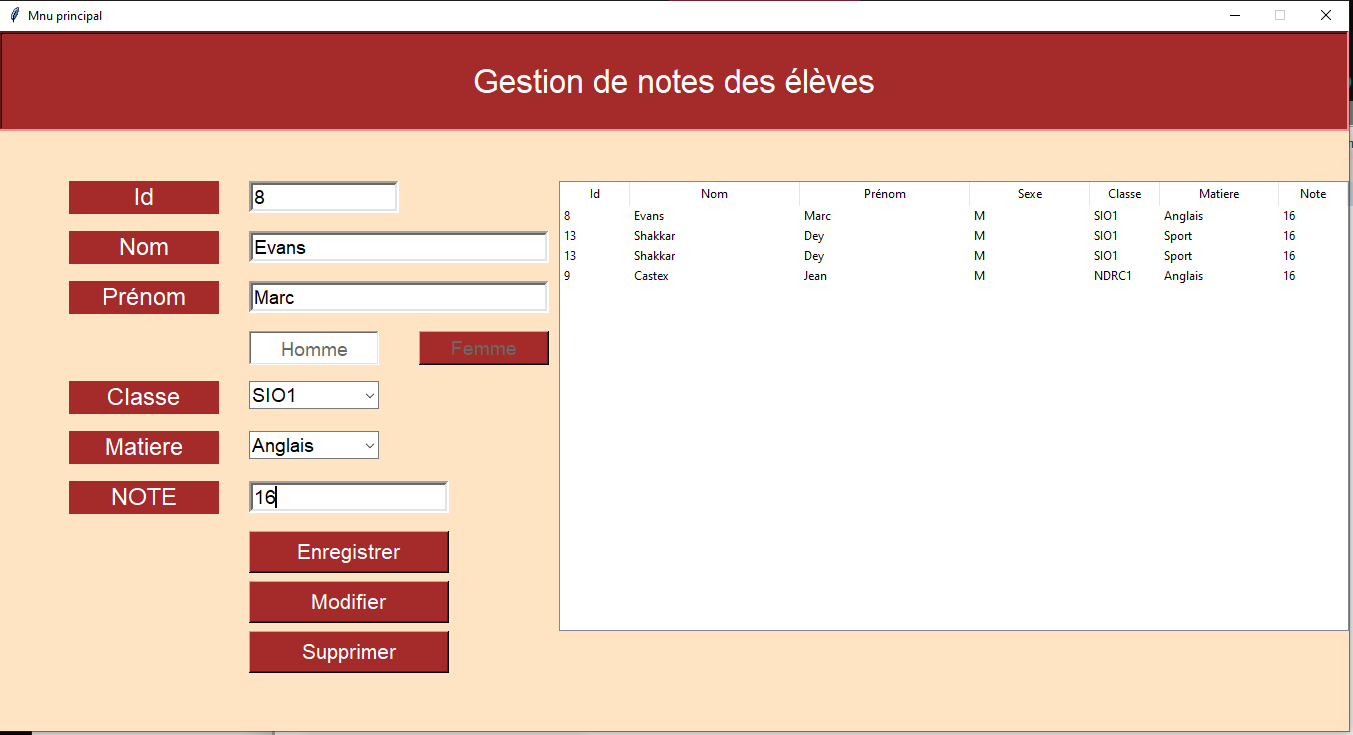 Mnu principal
Gestion de notes des élèves
Id 8
Nom Evans
Prénom Marc
Homme Femme
Classe SIO1
Matiere Anglais
NOTE 16
Enregistrer
Modifier
Supprimer
Id Nom Prénom Sexe Classe Matiere Note
8 Evans Marc M SIO1 Anglais 16
13 Shakkar Dey M SIO1 Sport 16
13 Shakkar Dey M SIO1 Sport 16
9 Castex Jean M NDRC1 Anglais 16